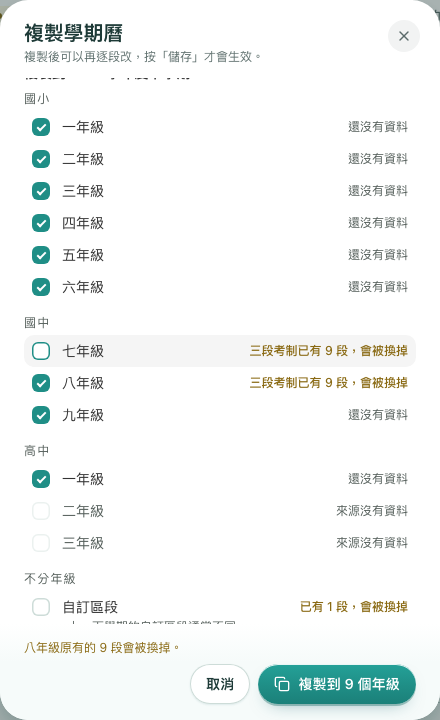 複製學期曆
複製後可以再逐段改，按「儲存」才會生效。
國小
一年級 還沒有資料
二年級 還沒有資料
三年級 還沒有資料
四年級 還沒有資料
五年級 還沒有資料
六年級 還沒有資料
國中
七年級 三段考制已有 9 段，會被換掉
八年級 三段考制已有 9 段，會被換掉
九年級 還沒有資料
高中
一年級 還沒有資料
二年級 來源沒有資料
三年級 來源沒有資料
不分年級
自訂區段 已有 1 段，會被換掉
八年級原有的 9 段會被換掉。
取消 複製到 9 個年級